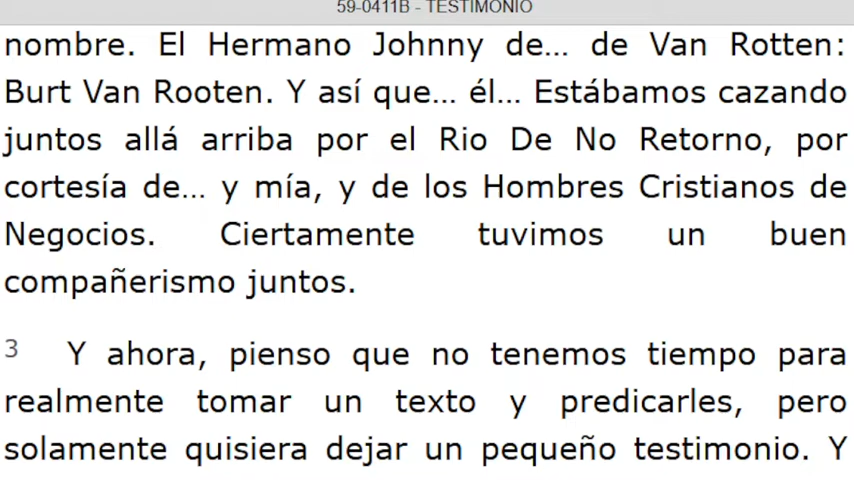 59-0411B - TESTIMONIO
nombre. El Hermano Johnny de... de Van Rotten:
Burt Van Rooten. Y así que... él... Estábamos cazando
juntos allá arriba por el Rio De No Retorno, por
cortesía de... y mía, y de los Hombres Cristianos de
Negocios. Ciertamente tuvimos un buen
compañerismo juntos.
3 Y ahora, pienso que no tenemos tiempo para
realmente tomar un texto y predicarles, pero
solamente quisiera dejar un pequeño testimonio. Y